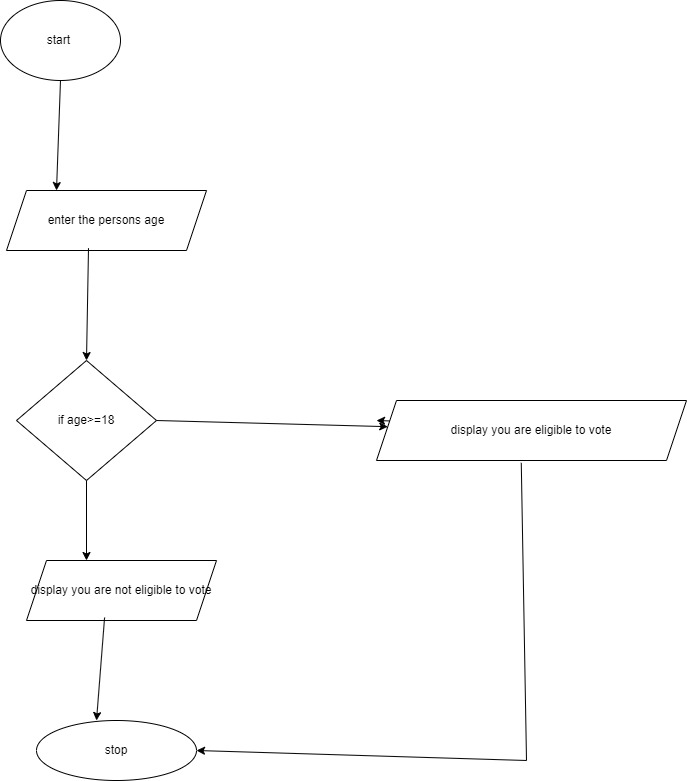 start
enter the persons age
if age>=18
display you are eligible to vote
display you are not eligible to vote
stop